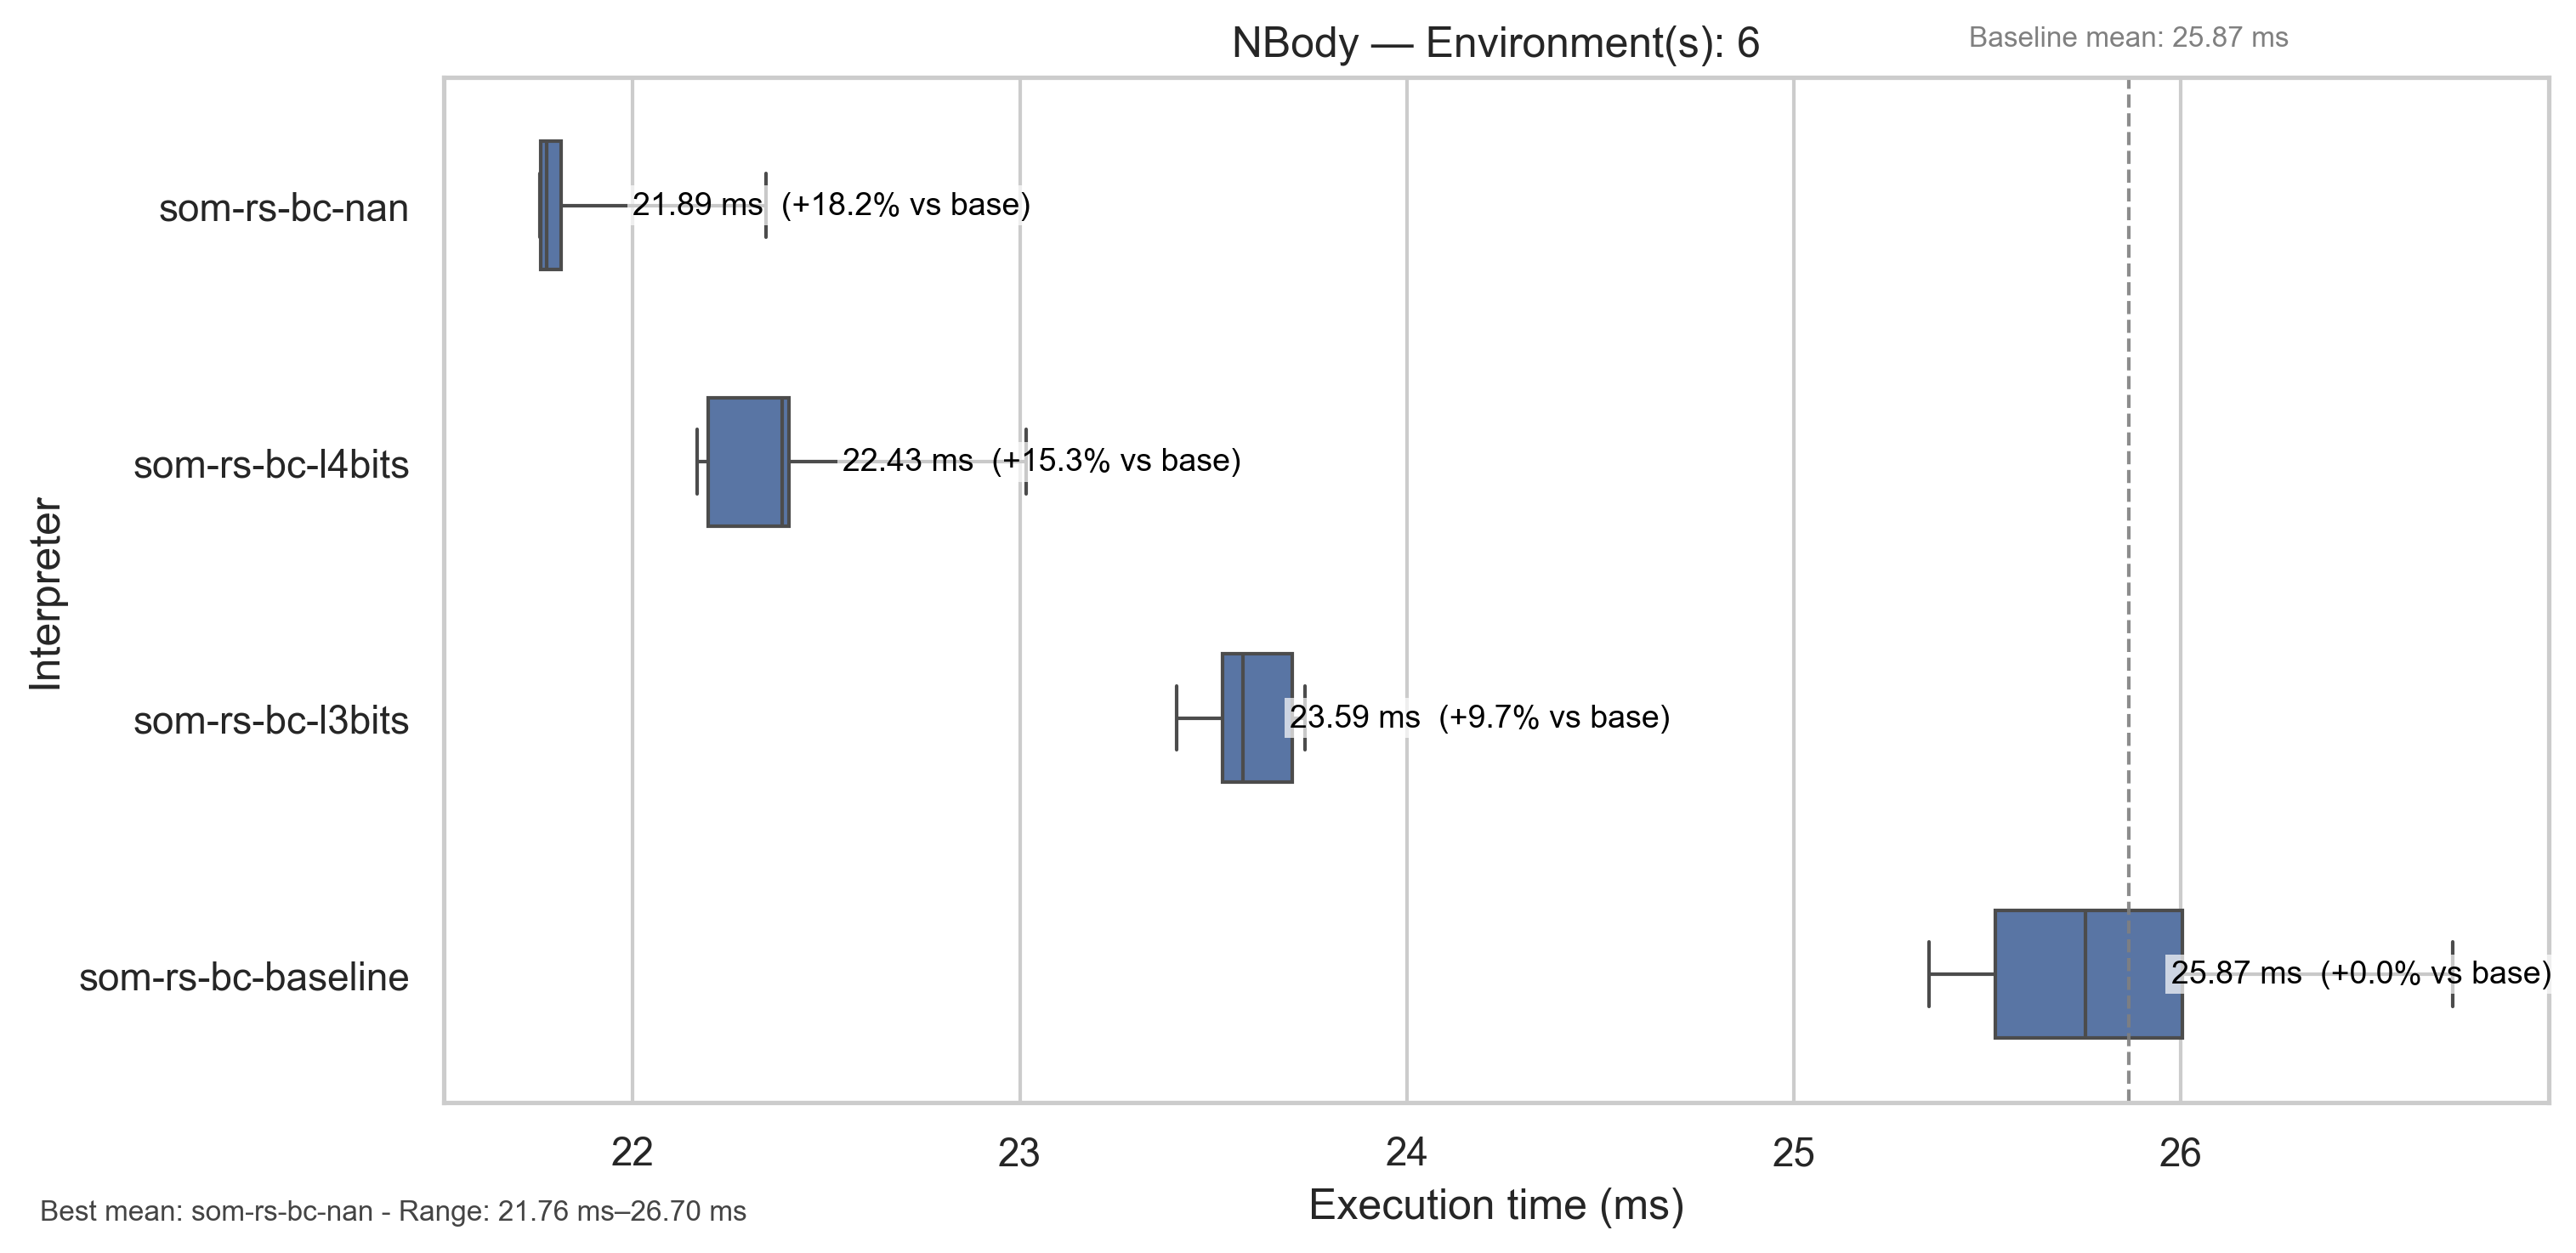 NBody — Environment(s): 6
Baseline mean: 25.87 ms
Interpreter
som-rs-bc-nan
21.89 ms  (+18.2% vs base)
som-rs-bc-l4bits
22.43 ms  (+15.3% vs base)
som-rs-bc-l3bits
23.59 ms  (+9.7% vs base)
som-rs-bc-baseline
25.87 ms  (+0.0% vs base)
22 23 24 25 26
Execution time (ms)
Best mean: som-rs-bc-nan - Range: 21.76 ms–26.70 ms